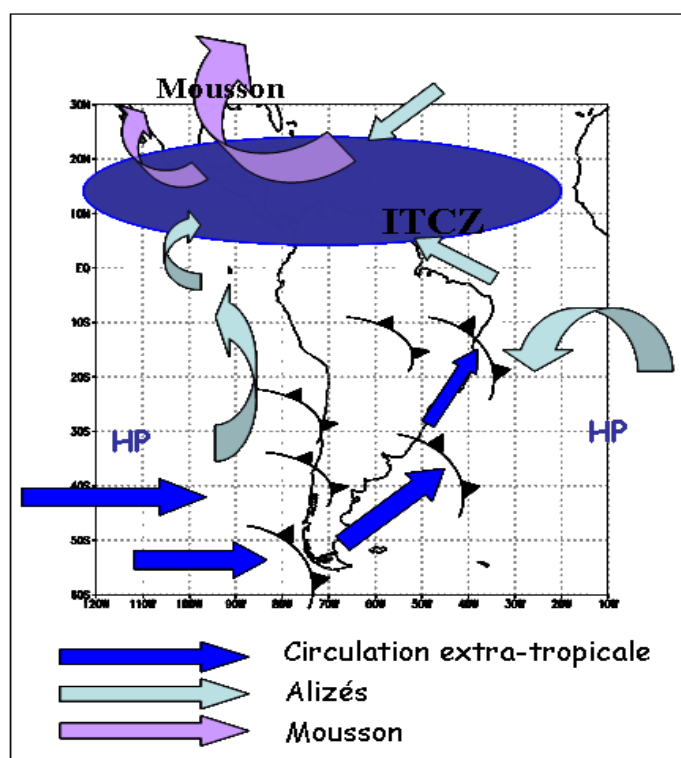 Mousson
30N
20N
ITCZ
10N
EQ
10S
20S
30S
HP
HP
40S
50S
60S
120W 110W 100W 90W 80W 70W 60W 50W 40W 30W 20W 10W
Circulation extra-tropicale
Alizés
Mousson